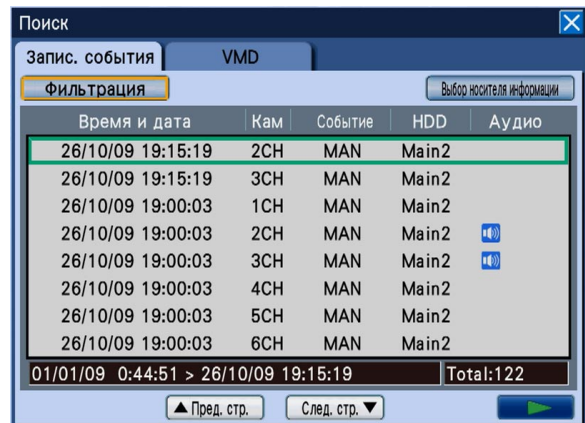 Поиск
Запис. события VMD
Фильтрация Выбор носителя информации
Время и дата Кам Событие HDD Аудио
26/10/09 19:15:19 2CH MAN Main2
26/10/09 19:15:19 3CH MAN Main2
26/10/09 19:00:03 1CH MAN Main2
26/10/09 19:00:03 2CH MAN Main2
26/10/09 19:00:03 3CH MAN Main2
26/10/09 19:00:03 4CH MAN Main2
26/10/09 19:00:03 5CH MAN Main2
26/10/09 19:00:03 6CH MAN Main2
01/01/09 0:44:51 > 26/10/09 19:15:19 Total:122
▲ Пред. стр. След. стр. ▼